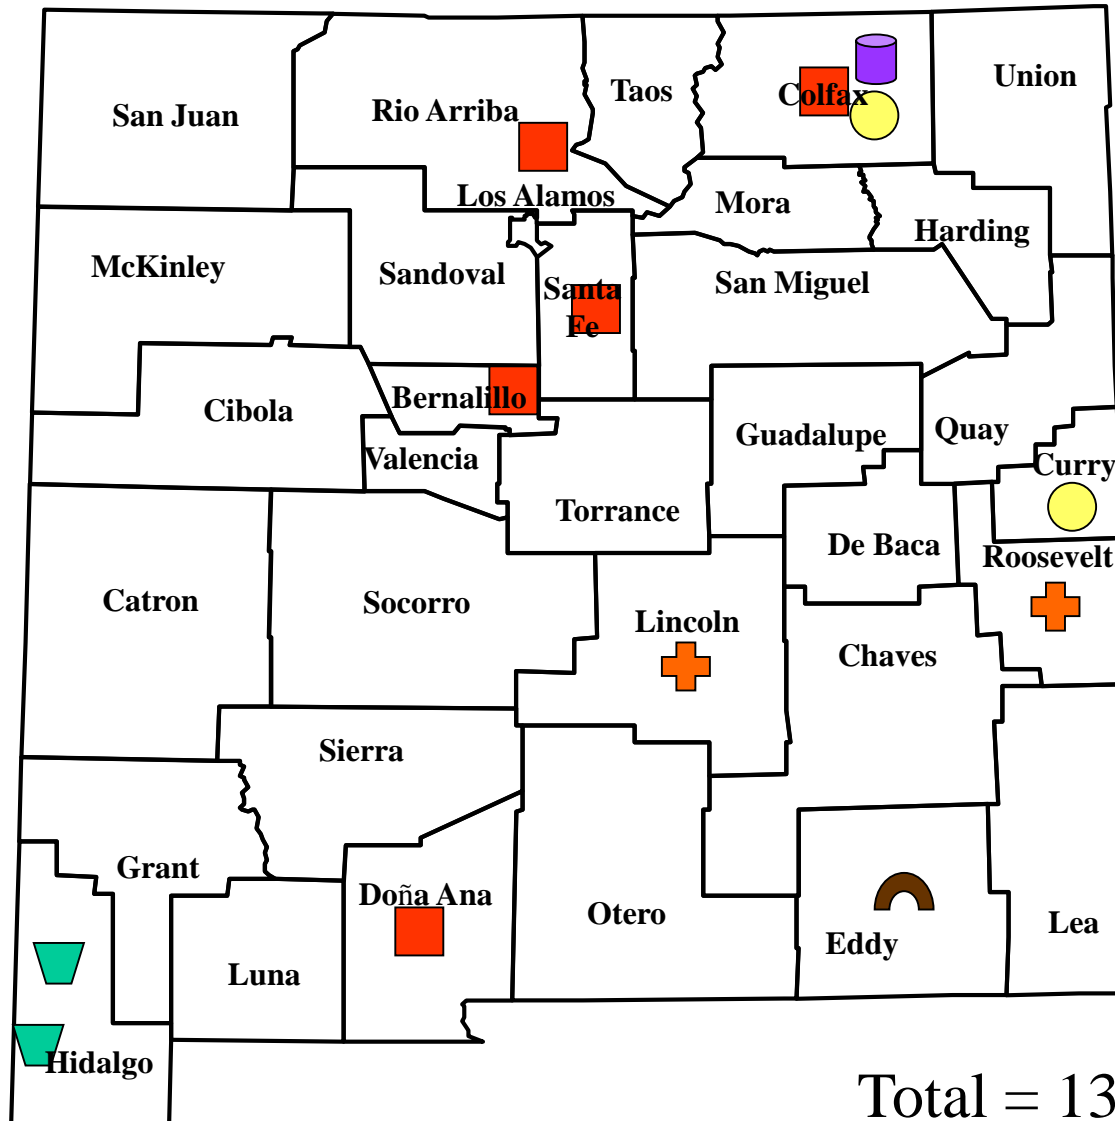 San Juan
Rio Arriba
Taos
Colfax
Union
Los Alamos
Mora
Harding
McKinley
Sandoval
Santa
Fe
San Miguel
Cibola
Bernalillo
Valencia
Guadalupe
Quay
Curry
Torrance
De Baca
Roosevelt
Catron
Socorro
Lincoln
Chaves
Sierra
Grant
Doña Ana
Otero
Eddy
Lea
Luna
Hidalgo
Total = 13